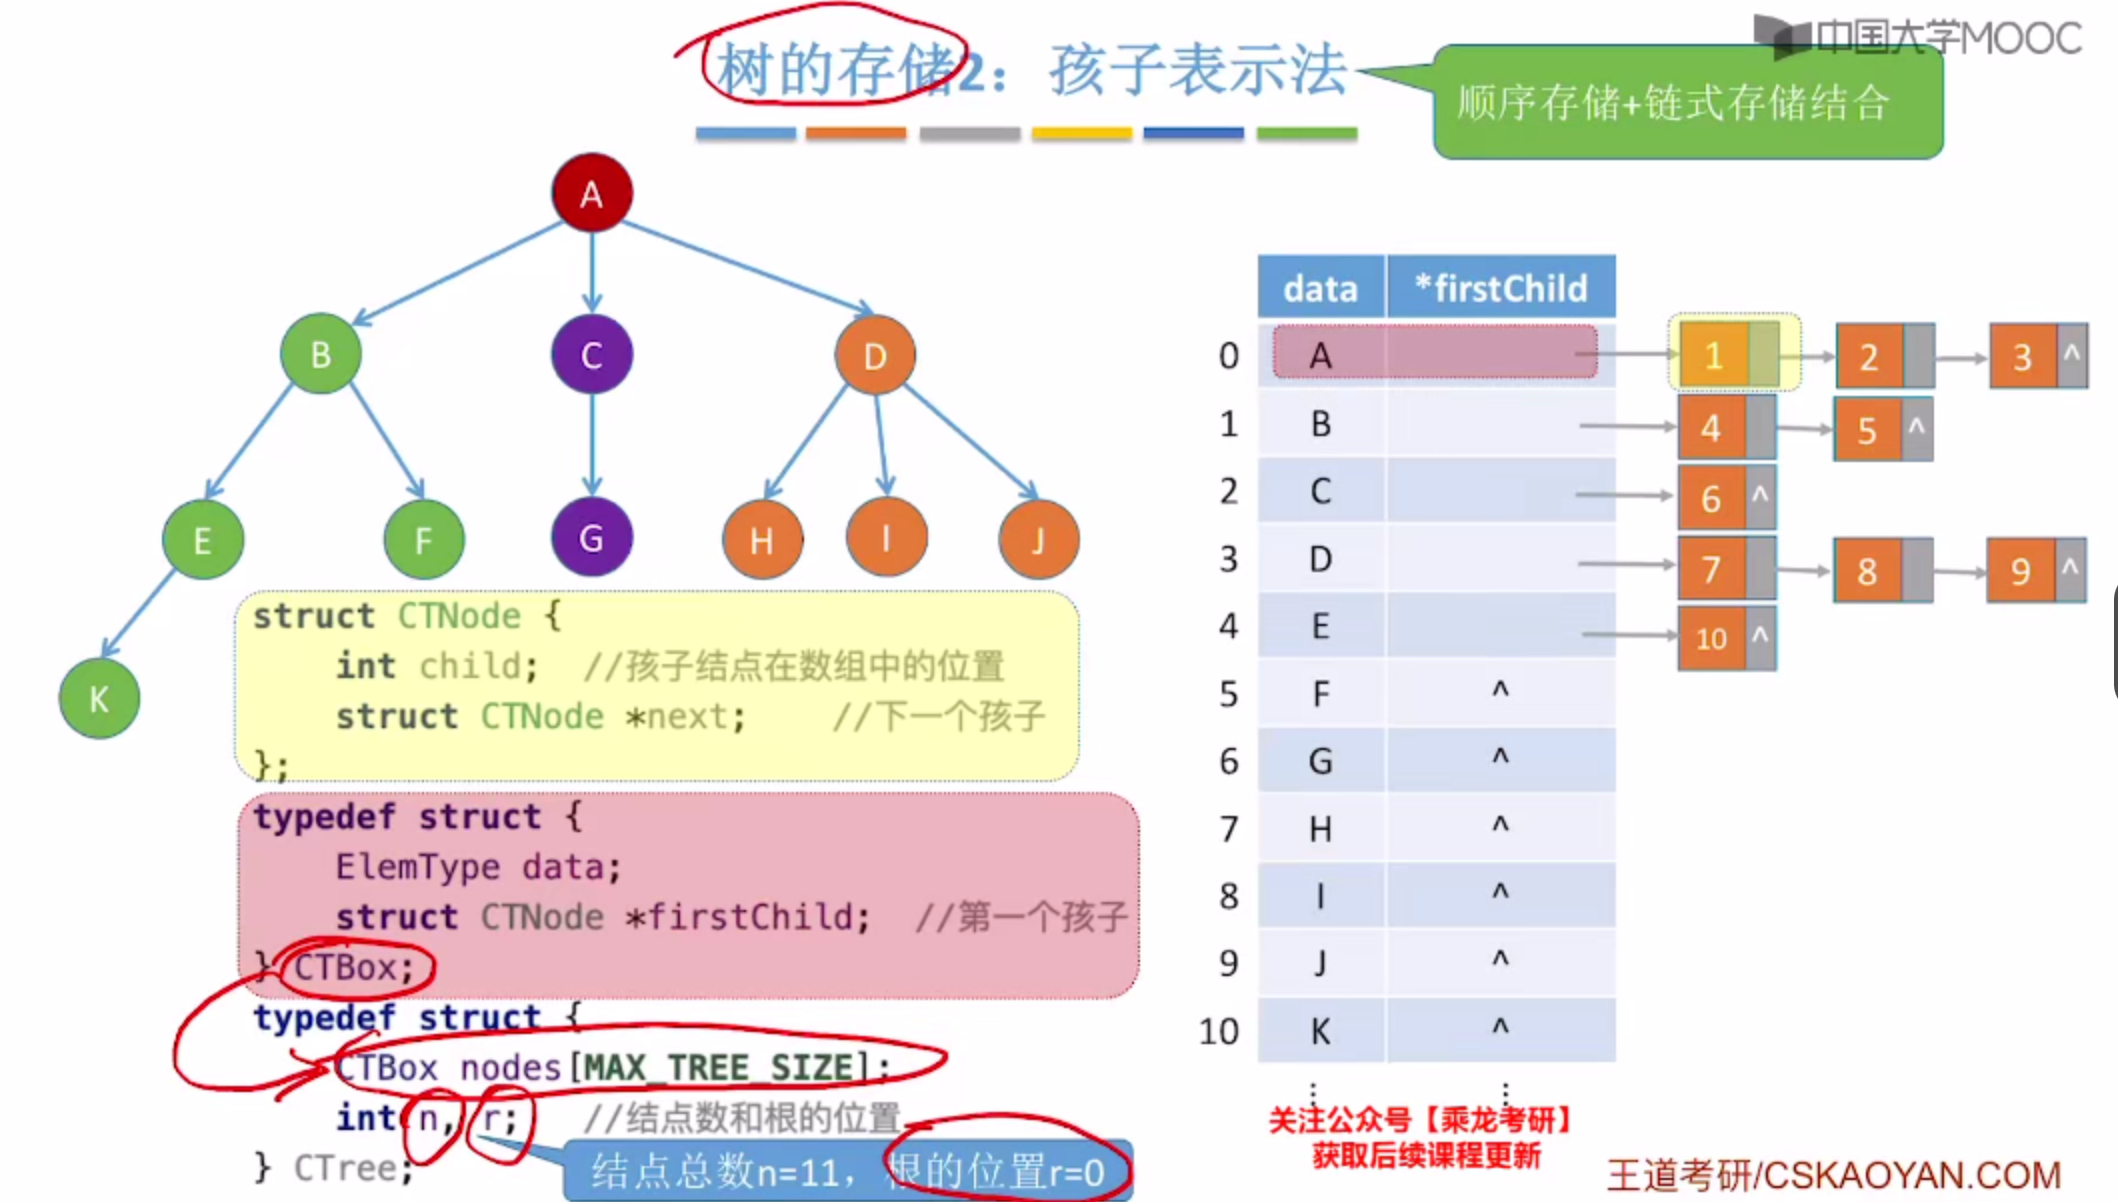 中国大学MOOC
树的存储2：孩子表示法
顺序存储+链式存储结合
A
B
C
D
E
F
G
H
I
J
K
struct CTNode {
int child; //孩子结点在数组中的位置
struct CTNode *next; //下一个孩子
};
typedef struct {
ElemType data;
struct CTNode *firstChild; //第一个孩子
} CTBox;
typedef struct {
CTBox nodes[MAX_TREE_SIZE];
int n, r; //结点数和根的位置
} CTree;
结点总数n=11，根的位置r=0
data *firstChild
0 A 1 2 3 ^
1 B 4 5 ^
2 C 6 ^
3 D 7 8 9 ^
4 E 10 ^
5 F ^
6 G ^
7 H ^
8 I ^
9 J ^
10 K ^
⋮ ⋮
关注公众号【乘龙考研】
获取后续课程更新
王道考研/CSKAOYAN.COM